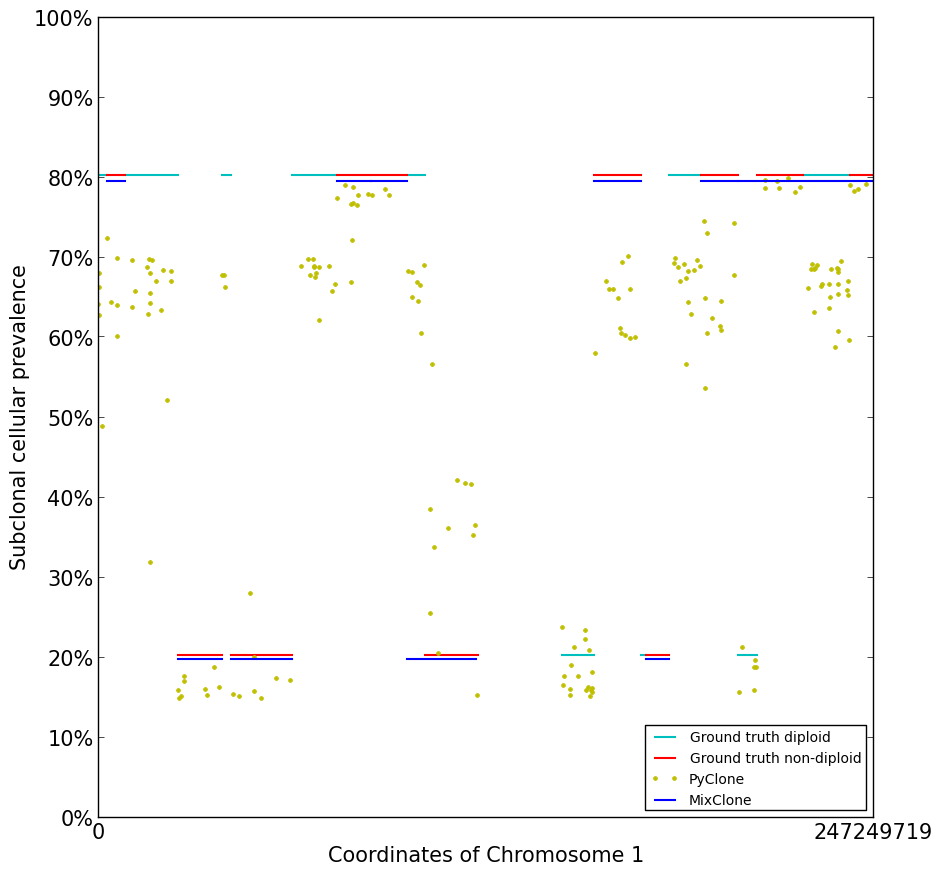 100%
90%
80%
70%
60%
50%
40%
30%
20%
10%
0%
Subclonal cellular prevalence
Ground truth diploid
Ground truth non-diploid
PyClone
MixClone
0
247249719
Coordinates of Chromosome 1